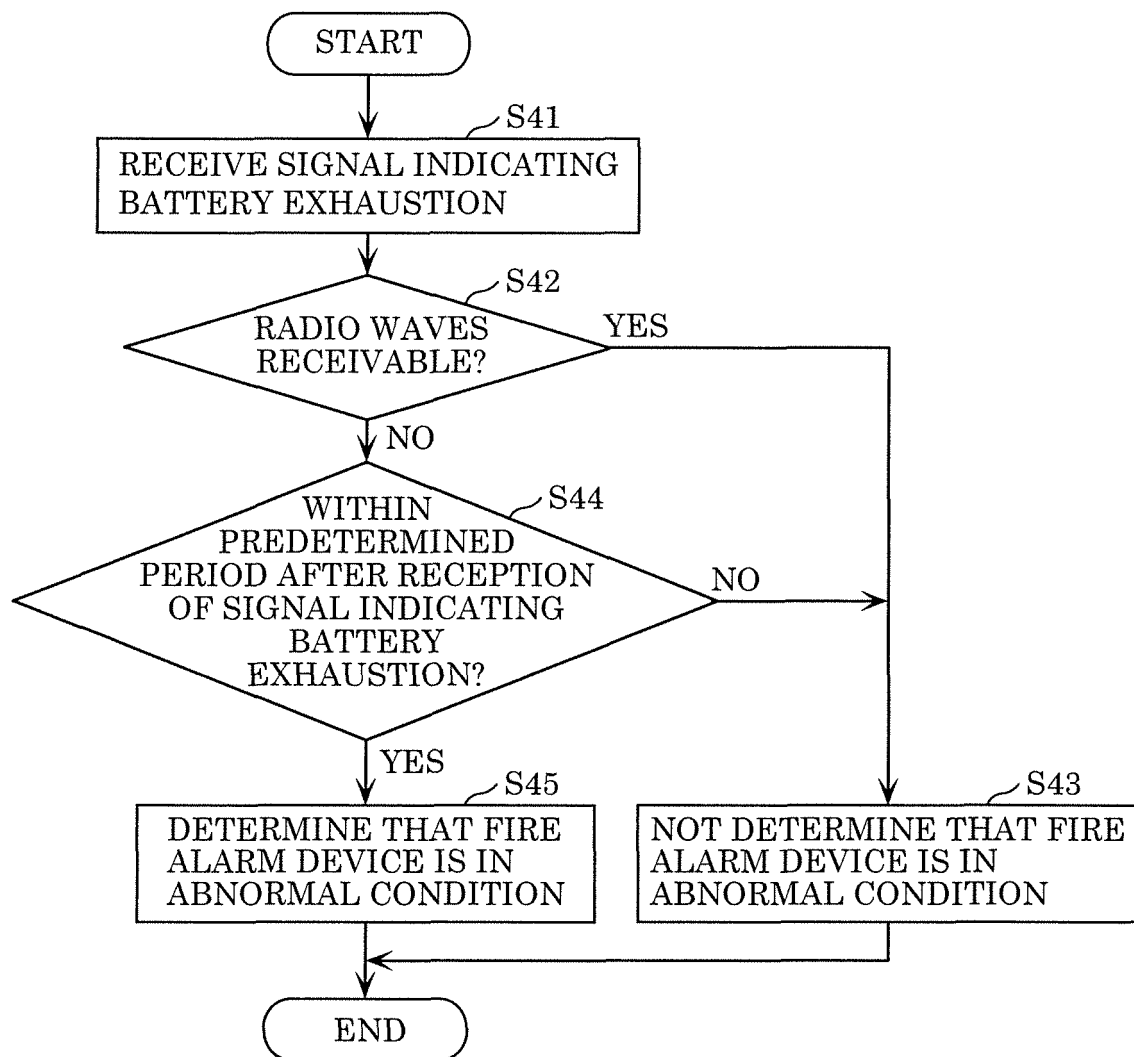 START
S41
RECEIVE SIGNAL INDICATING
BATTERY EXHAUSTION
S42
RADIO WAVES
RECEIVABLE?
YES
NO
S44
WITHIN
PREDETERMINED
PERIOD AFTER RECEPTION
OF SIGNAL INDICATING
BATTERY
EXHAUSTION?
NO
YES
S45
DETERMINE THAT FIRE
ALARM DEVICE IS IN
ABNORMAL CONDITION
S43
NOT DETERMINE THAT FIRE
ALARM DEVICE IS IN
ABNORMAL CONDITION
END